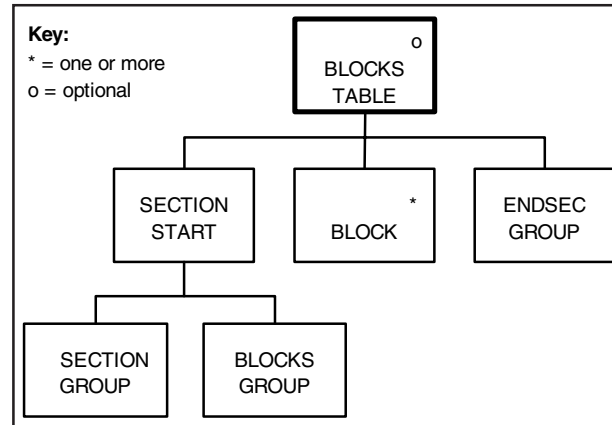 Key:
* = one or more
o = optional
o
BLOCKS
TABLE
SECTION
START
*
BLOCK
ENDSEC
GROUP
SECTION
GROUP
BLOCKS
GROUP